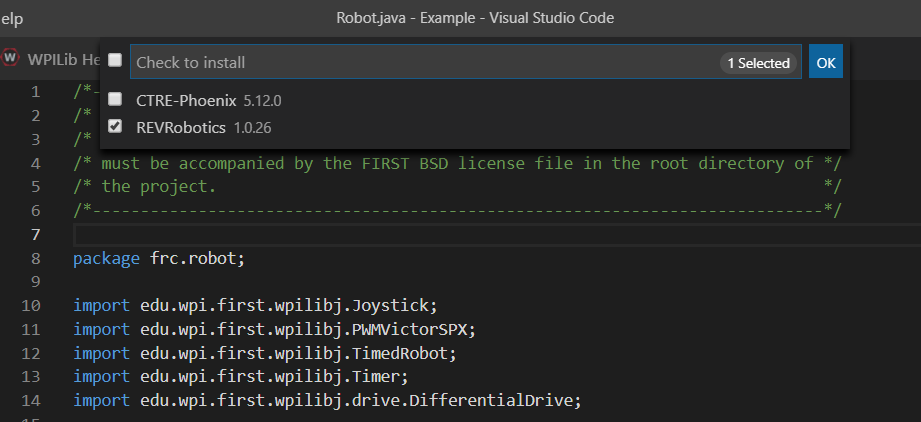 elp
Robot.java - Example - Visual Studio Code
WPILib He
Check to install
1 Selected
OK
CTRE-Phoenix 5.12.0
REVRobotics 1.0.26
1 /*-
2 /*
3 /*
4 /* must be accompanied by the FIRST BSD license file in the root directory of */
5 /* the project. */
6 /*----------------------------------------------------------------------------*/
7
8 package frc.robot;
9
10 import edu.wpi.first.wpilibj.Joystick;
11 import edu.wpi.first.wpilibj.PWMVictorSPX;
12 import edu.wpi.first.wpilibj.TimedRobot;
13 import edu.wpi.first.wpilibj.Timer;
14 import edu.wpi.first.wpilibj.drive.DifferentialDrive;